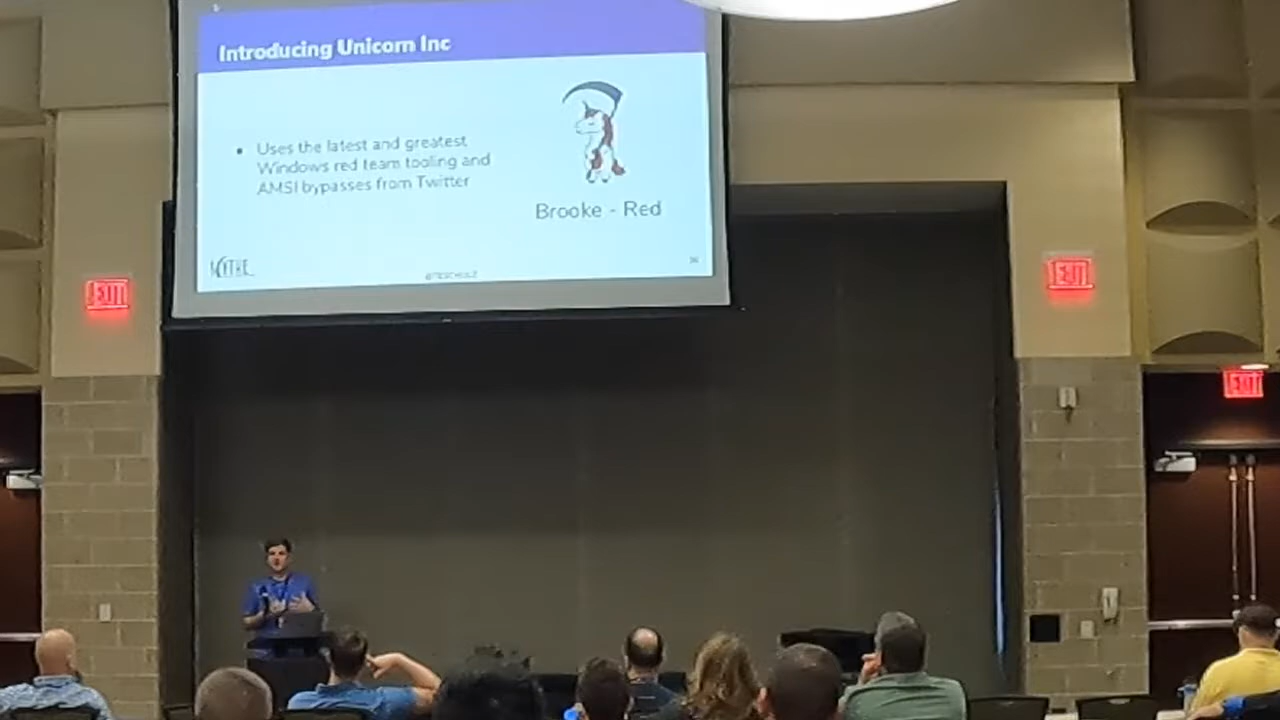 Introducing Unicorn Inc
• Uses the latest and greatest
Windows red team tooling and
AMSI bypasses from Twitter
Brooke - Red
EXIT
EXIT
EXIT